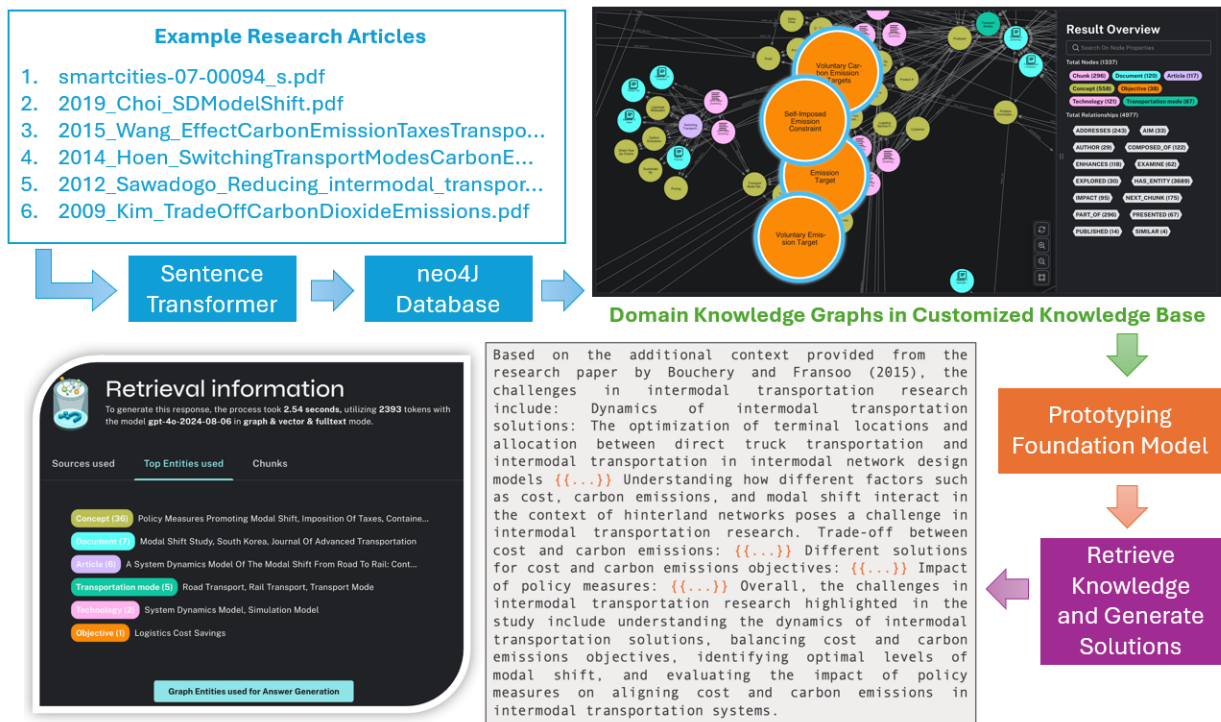 Example Research Articles
1. smartcities-07-00094_s.pdf
2. 2019_Choi_SDModelShift.pdf
3. 2015_Wang_EffectCarbonEmissionTaxesTranspo...
4. 2014_Hoen_SwitchingTransportModesCarbonE...
5. 2012_Sawadogo_Reducing_intermodal_transpor...
6. 2009_Kim_TradeOffCarbonDioxideEmissions.pdf
Sentence
Transformer
neo4J
Database
Voluntary Car-
bon Emission
Targets
Self-Imposed
Emission
Constraint
Emission
Target
Voluntary Emis-
sion Target
Result Overview
Search On Node Properties
Total Nodes (1337)
Chunk (296) Document (120) Article (117)
Concept (558) Objective (38)
Technology (121) Transportation mode (87)
Total Relationships (4977)
ADDRESSES (243) AIM (33)
AUTHOR (29) COMPOSED_OF (122)
ENHANCES (118) EXAMINE (62)
EXPLORED (30) HAS_ENTITY (3689)
IMPACT (95) NEXT_CHUNK (175)
PART_OF (296) PRESENTED (67)
PUBLISHED (14) SIMILAR (4)
Domain Knowledge Graphs in Customized Knowledge Base
Prototyping
Foundation Model
Retrieve
Knowledge
and Generate
Solutions
Based on the additional context provided from the
research paper by Bouchery and Fransoo (2015), the
challenges in intermodal transportation research
include: Dynamics of intermodal transportation
solutions: The optimization of terminal locations and
allocation between direct truck transportation and
intermodal transportation in intermodal network design
models {{...}} Understanding how different factors such
as cost, carbon emissions, and modal shift interact in
the context of hinterland networks poses a challenge in
intermodal transportation research. Trade-off between
cost and carbon emissions: {{...}} Different solutions
for cost and carbon emissions objectives: {{...}} Impact
of policy measures: {{...}} Overall, the challenges in
intermodal transportation research highlighted in the
study include understanding the dynamics of intermodal
transportation solutions, balancing cost and carbon
emissions objectives, identifying optimal levels of
modal shift, and evaluating the impact of policy
measures on aligning cost and carbon emissions in
intermodal transportation systems.
Retrieval information
To generate this response, the process took 2.54 seconds, utilizing 2393 tokens with
the model gpt-4o-2024-08-06 in graph & vector & fulltext mode.
Sources used Top Entities used Chunks
Concept (36) Policy Measures Promoting Modal Shift, Imposition Of Taxes, Containe...
Document (7) Modal Shift Study, South Korea, Journal Of Advanced Transportation
Article (6) A System Dynamics Model Of The Modal Shift From Road To Rail: Cont...
Transportation mode (5) Road Transport, Rail Transport, Transport Mode
Technology (2) System Dynamics Model, Simulation Model
Objective (1) Logistics Cost Savings
Graph Entities used for Answer Generation